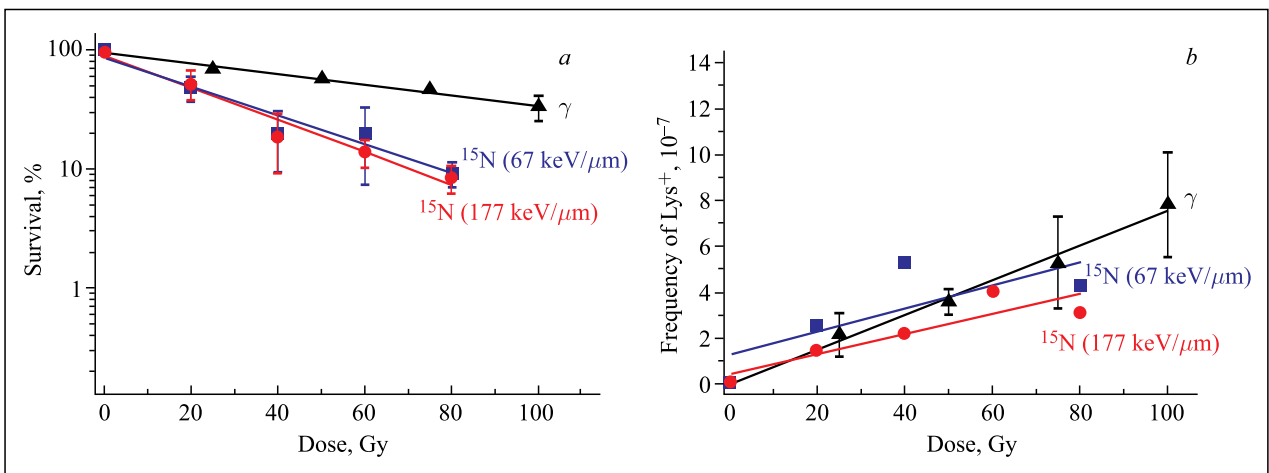 a
100
10
1
Survival, %
γ
¹⁵N (67 keV/μm)
¹⁵N (177 keV/μm)
0 20 40 60 80 100
Dose, Gy
b
14
12
10
8
6
4
2
0
Frequency of Lys⁺, 10⁻⁷
γ
¹⁵N (67 keV/μm)
¹⁵N (177 keV/μm)
0 20 40 60 80 100
Dose, Gy